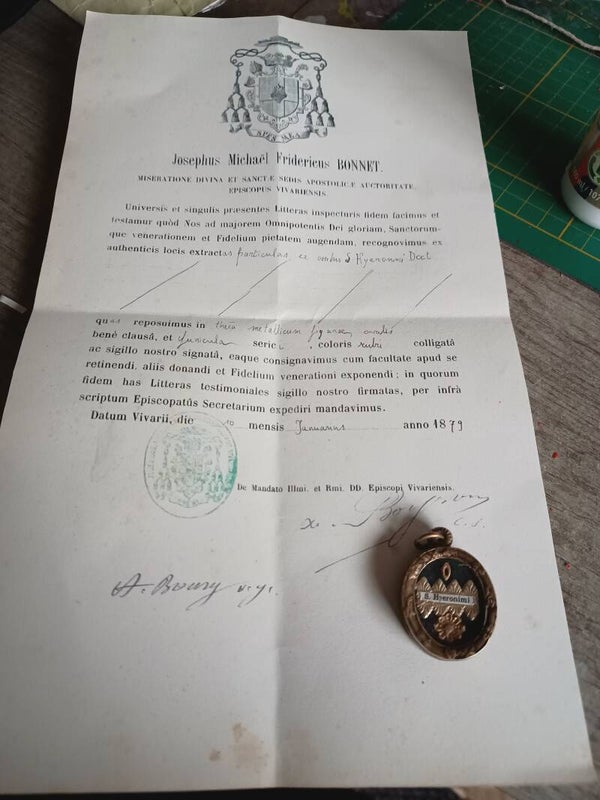 SPES MEA
Josephus Michaël Fridericus BONNET.
MISERATIONE DIVINA ET SANCTÆ SEDIS APOSTOLICÆ AUCTORITATE,
EPISCOPUS VIVARIENSIS.
Universis et singulis præsentes Litteras inspecturis fidem facimus et
testamur quòd Nos ad majorem Omnipotentis Dei gloriam, Sanctorum-
que venerationem et Fidelium pietatem augendam, recognovimus ex
authenticis locis extractas particulas ex ossibus S Hyeronimi Doct
quas reposuimus in theca metallicum figuræ ovalis
benè clausâ, et funiculo serico, coloris rubri colligatâ
ac sigillo nostro signatâ, eaque consignavimus cum facultate apud se
retinendi, aliis donandi et Fidelium venerationi exponendi; in quorum
fidem has Litteras testimoniales sigillo nostro firmatas, per infrà
scriptum Episcopatûs Secretarium expediri mandavimus.
Datum Vivarii, die 10 mensis Januarius anno 1879
De Mandato Illmi. et Rmi. DD. Episcopi Vivariensis.
A. Boury v.g.
S. Hyeronimi